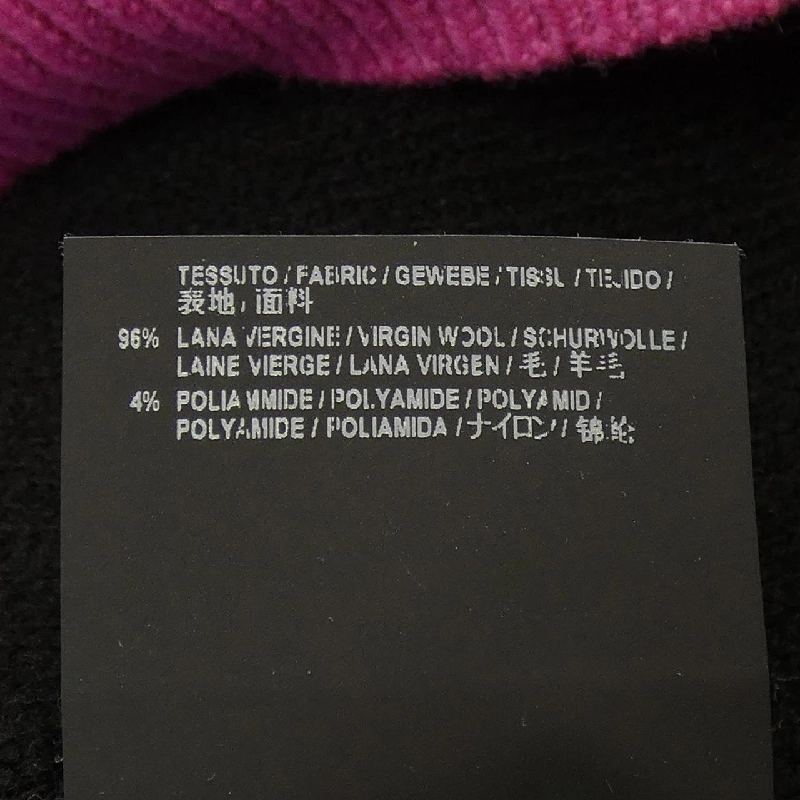 TESSUTO / FABRIC / GEWEBE / TISSU / TEJIDO /
表地, 面料
96% LANA VERGINE / VIRGIN WOOL / SCHURWOLLE /
LAINE VIERGE / LANA VIRGEN / 毛 / 羊毛
4% POLIAMMIDE / POLYAMIDE / POLYAMID /
POLYAMIDE / POLIAMIDA / ナイロン / 锦纶